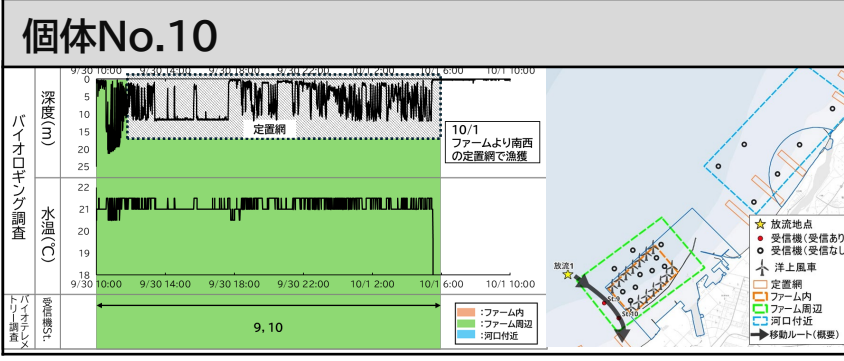 個体No.10
バイオロギング調査
深度(m)
9/30 10:00 9/30 14:00 9/30 18:00 9/30 22:00 10/1 2:00 10/1 6:00 10/1 10:00
0
5
10
15
20
25
定置網
10/1
ファームより南西
の定置網で漁獲
水温(℃)
22
21
20
19
18
9/30 10:00 9/30 14:00 9/30 18:00 9/30 22:00 10/1 2:00 10/1 6:00 10/1 10:00
バイオテレメ
トリー調査
受信機St.
9, 10
:ファーム内
:ファーム周辺
:河口付近
放流1
St.9
St.10
放流地点
受信機(受信あり
受信機(受信なし
洋上風車
定置網
ファーム内
ファーム周辺
河口付近
移動ルート(概要)